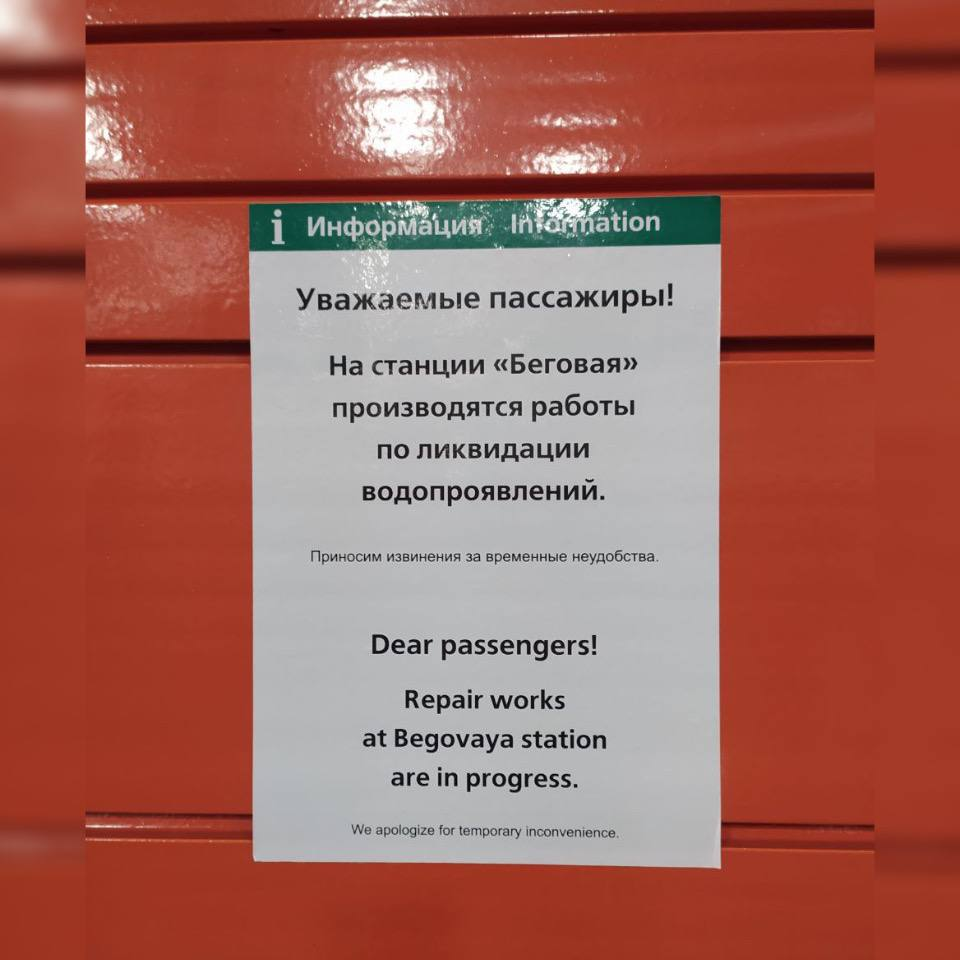 i Информация Information
Уважаемые пассажиры!
На станции «Беговая»
производятся работы
по ликвидации
водопроявлений.
Приносим извинения за временные неудобства.
Dear passengers!
Repair works
at Begovaya station
are in progress.
We apologize for temporary inconvenience.